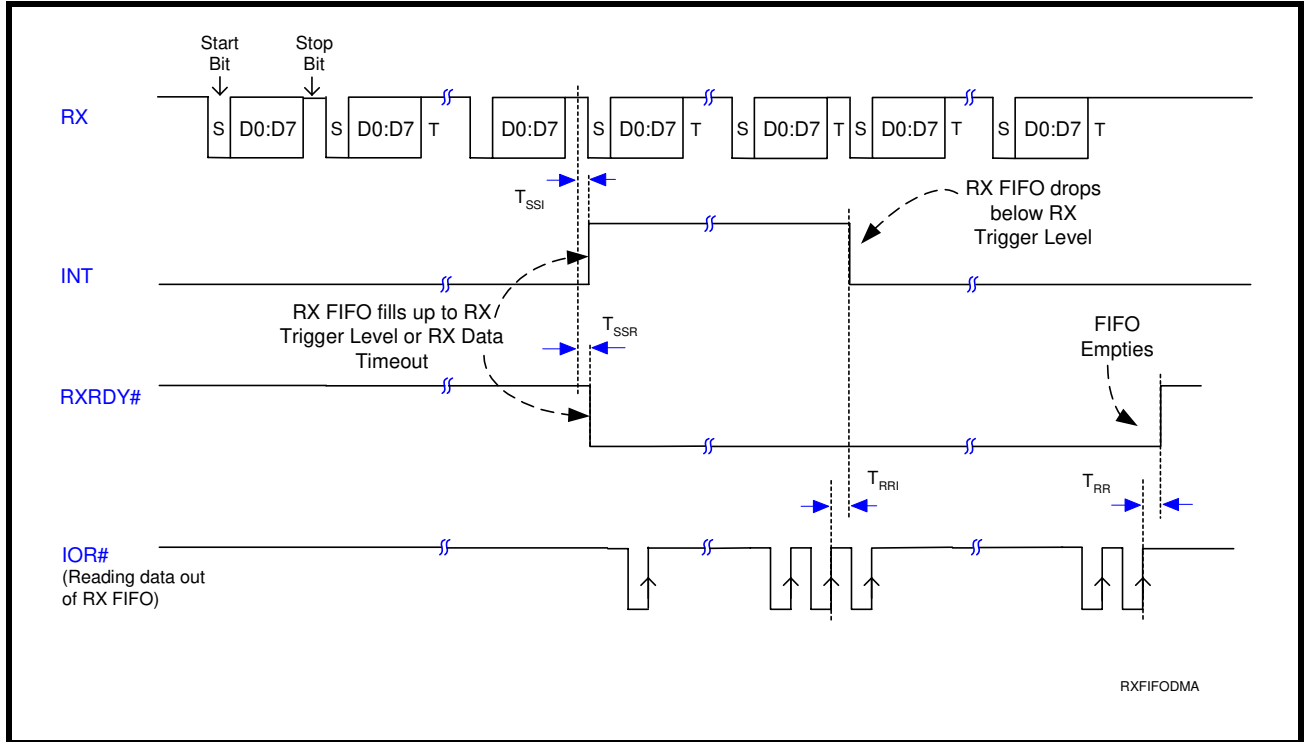 Start
Bit
Stop
Bit
RX
S D0:D7 S D0:D7 T D0:D7 S D0:D7 T S D0:D7 T S D0:D7 T S D0:D7 T
TSSI
RX FIFO drops
below RX
Trigger Level
INT
RX FIFO fills up to RX
Trigger Level or RX Data
Timeout
TSSR
FIFO
Empties
RXRDY#
TRRI
TRR
IOR#
(Reading data out
of RX FIFO)
RXFIFODMA